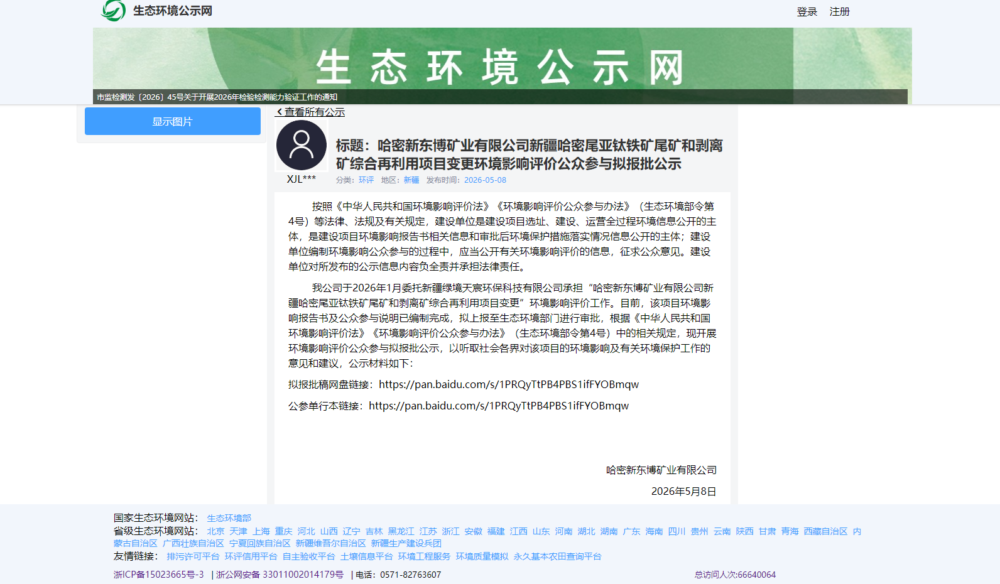 生态环境公示网
登录 注册
生态环境公示网
市监检测发〔2026〕45号关于开展2026年检验检测能力验证工作的通知
显示图片
查看所有公示
标题：哈密新东博矿业有限公司新疆哈密尾亚钛铁矿尾矿和剥离
矿综合再利用项目变更环境影响评价公众参与拟报批公示
XJL***
分类：环评 地区：新疆 发布时间：2026-05-08
按照《中华人民共和国环境影响评价法》《环境影响评价公众参与办法》（生态环境部令第
4号）等法律、法规及有关规定，建设单位是建设项目选址、建设、运营全过程环境信息公开的主
体，是建设项目环境影响报告书相关信息和审批后环境保护措施落实情况信息公开的主体；建设
单位编制环境影响公众参与的过程中，应当公开有关环境影响评价的信息，征求公众意见。建设
单位对所发布的公示信息内容负全责并承担法律责任。
我公司于2026年1月委托新疆绿境天宸环保科技有限公司承担“哈密新东博矿业有限公司新
疆哈密尾亚钛铁矿尾矿和剥离矿综合再利用项目变更”环境影响评价工作。目前，该项目环境影
响报告书及公众参与说明已编制完成，拟上报至生态环境部门进行审批，根据《中华人民共和国
环境影响评价法》《环境影响评价公众参与办法》（生态环境部令第4号）中的相关规定，现开展
环境影响评价公众参与拟报批公示，以听取社会各界对该项目的环境影响及有关环境保护工作的
意见和建议，公示材料如下：
拟报批稿网盘链接：https://pan.baidu.com/s/1PRQyTtPB4PBS1ifFYOBmqw
公参单行本链接：https://pan.baidu.com/s/1PRQyTtPB4PBS1ifFYOBmqw
哈密新东博矿业有限公司
2026年5月8日
国家生态环境网站： 生态环境部
省级生态环境网站： 北京 天津 上海 重庆 河北 山西 辽宁 吉林 黑龙江 江苏 浙江 安徽 福建 江西 山东 河南 湖北 湖南 广东 海南 四川 贵州 云南 陕西 甘肃 青海 西藏自治区 内
蒙古自治区 广西壮族自治区 宁夏回族自治区 新疆维吾尔自治区 新疆生产建设兵团
友情链接： 排污许可平台 环评信用平台 自主验收平台 土壤信息平台 环境工程服务 环境质量模拟 永久基本农田查询平台
浙ICP备15023665号-3 | 浙公网安备 33011002014179号 | 电话：0571-82763607 总访问人次:66640064